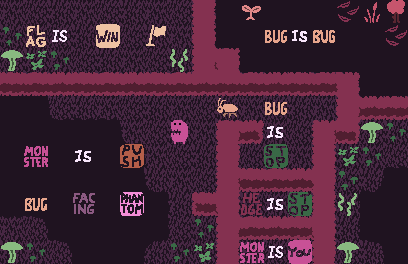 FLAG IS WIN
BUG IS BUG
BUG
IS
STOP
MONSTER IS PUSH
BUG FACING PHANTOM
HEDGE IS STOP
MONSTER IS YOU